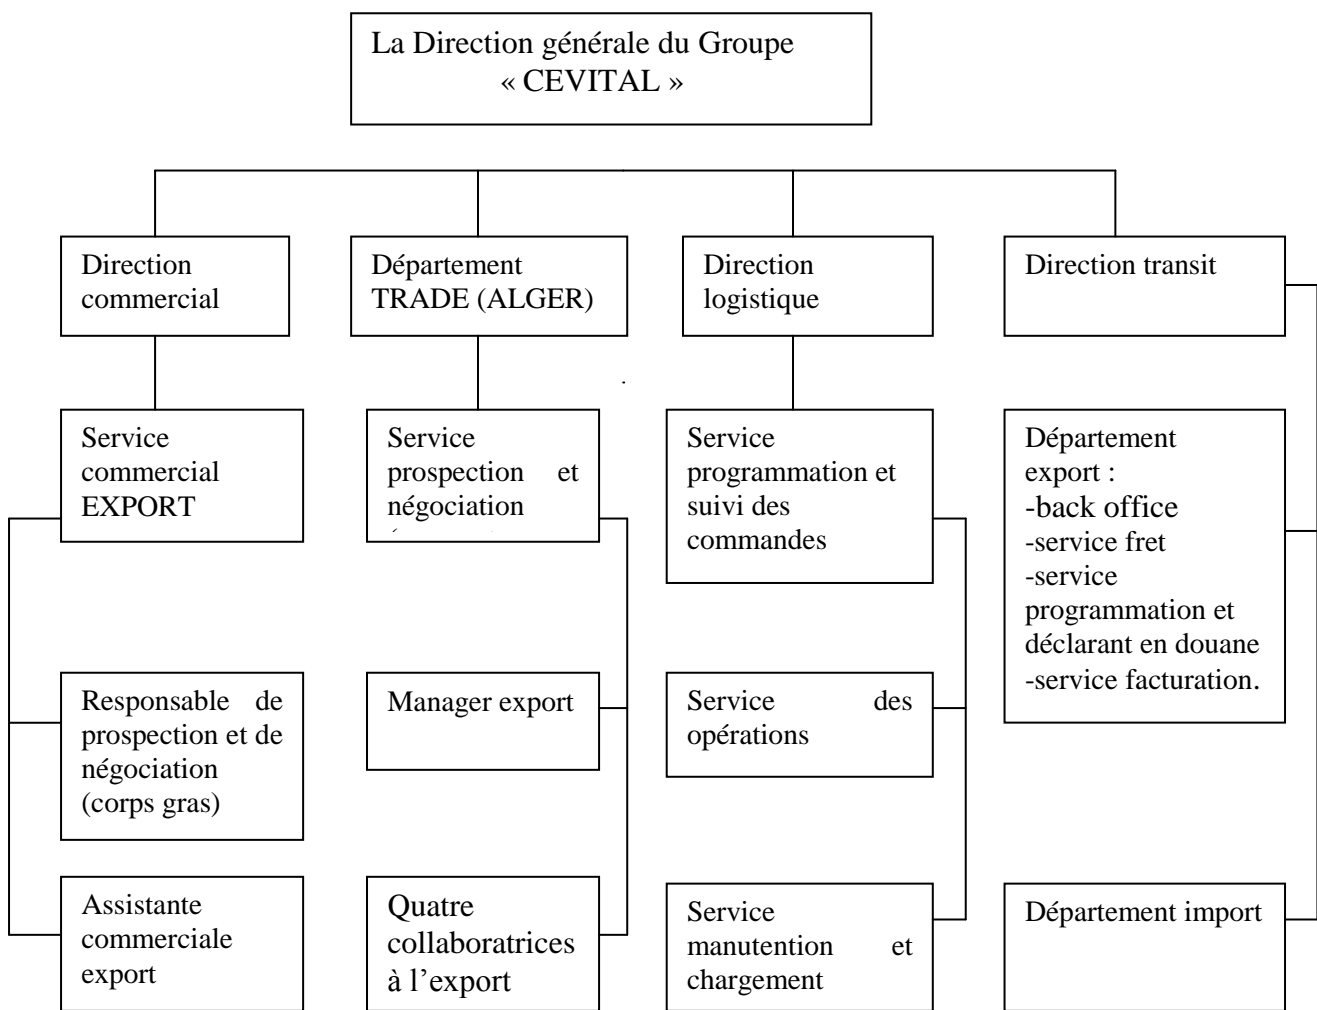 La Direction générale du Groupe
« CEVITAL »
Direction
commercial
Département
TRADE (ALGER)
Direction
logistique
Direction transit
Service
commercial
EXPORT
Service
prospection et
négociation
Service
programmation et
suivi des
commandes
Département
export :
-back office
-service fret
-service
programmation et
déclarant en douane
-service facturation.
Responsable de
prospection et de
négociation
(corps gras)
Manager export
Service des
opérations
Assistante
commerciale
export
Quatre
collaboratrices
à l’export
Service
manutention et
chargement
Département import